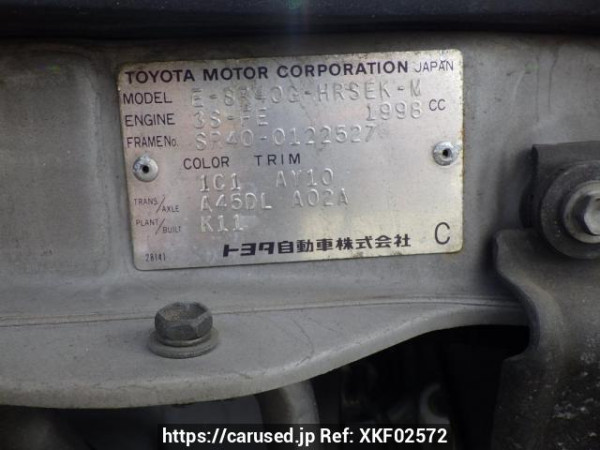 TOYOTA MOTOR CORPORATION JAPAN
MODEL E-SR40G-HRSEK-M
ENGINE 3S-FE 1998 CC
FRAME No. SR40-0122527
COLOR TRIM
1C1 AY10
TRANS/AXLE A45DL A02A
PLANT/BUILT K11
トヨタ自動車株式会社 C
28141
https://carused.jp Ref: XKF02572